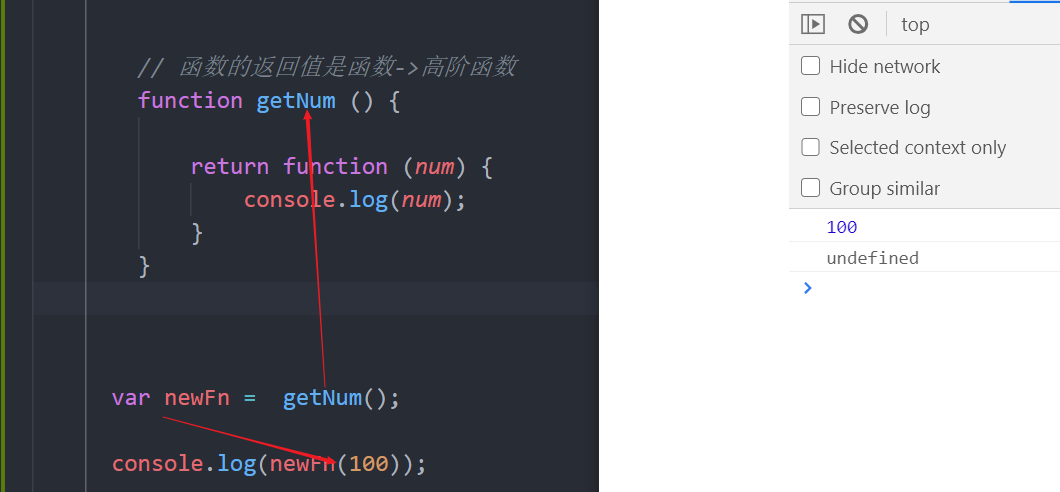 // 函数的返回值是函数->高阶函数
function getNum () {
return function (num) {
console.log(num);
}
}
var newFn =  getNum();
console.log(newFn(100));
top
Hide network
Preserve log
Selected context only
Group similar
100
undefined
>